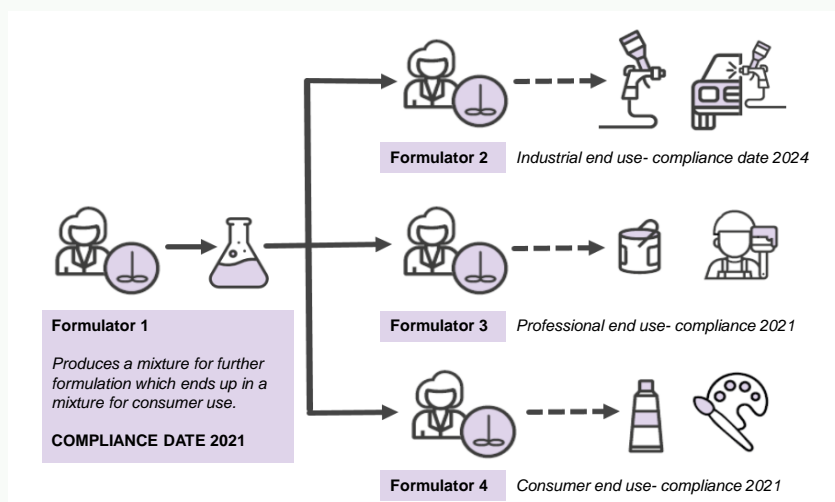 Formulator 2 Industrial end use- compliance date 2024
Formulator 1
Produces a mixture for further
formulation which ends up in a
mixture for consumer use.
COMPLIANCE DATE 2021
Formulator 3 Professional end use- compliance 2021
Formulator 4 Consumer end use- compliance 2021